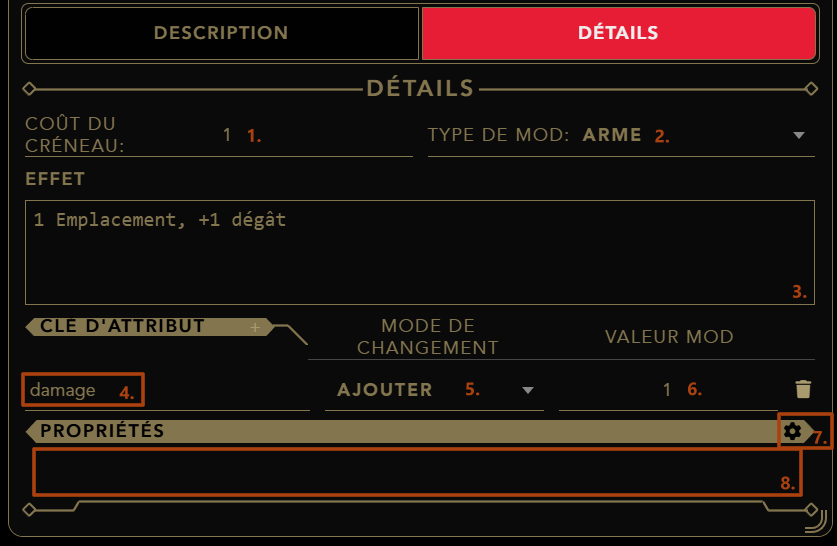 DESCRIPTION
DÉTAILS
DÉTAILS
COÛT DU
CRÉNEAU:
1 1.
TYPE DE MOD: ARME 2.
EFFET
1 Emplacement, +1 dégât
3.
CLÉ D'ATTRIBUT +
MODE DE
CHANGEMENT
VALEUR MOD
damage 4.
AJOUTER 5.
1 6.
PROPRIÉTÉS
7.
8.